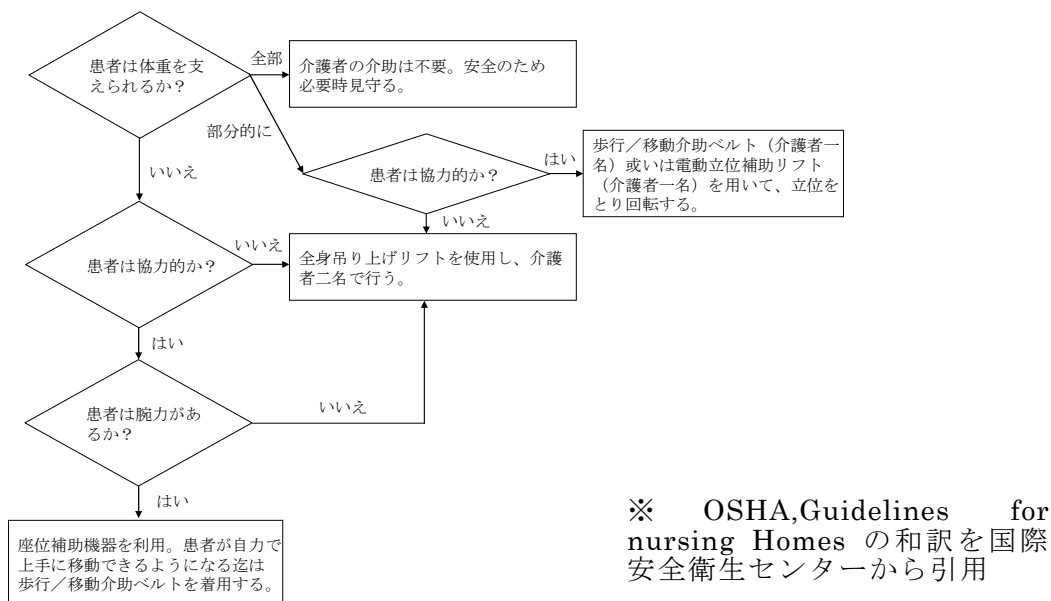 患者は体重を支
えられるか？
全部
介護者の介助は不要。安全のため
必要時見守る。
部分的に
いいえ
患者は協力的か？
はい
歩行／移動介助ベルト（介護者一
名）或いは電動立位補助リフト
（介護者一名）を用いて、立位を
とり回転する。
いいえ
患者は協力的か？
いいえ
全身吊り上げリフトを使用し、介護
者二名で行う。
はい
患者は腕力があ
るか？
いいえ
はい
座位補助機器を利用。患者が自力で
上手に移動できるようになる迄は
歩行／移動介助ベルトを着用する。
※ OSHA,Guidelines for
nursing Homes の和訳を国際
安全衛生センターから引用